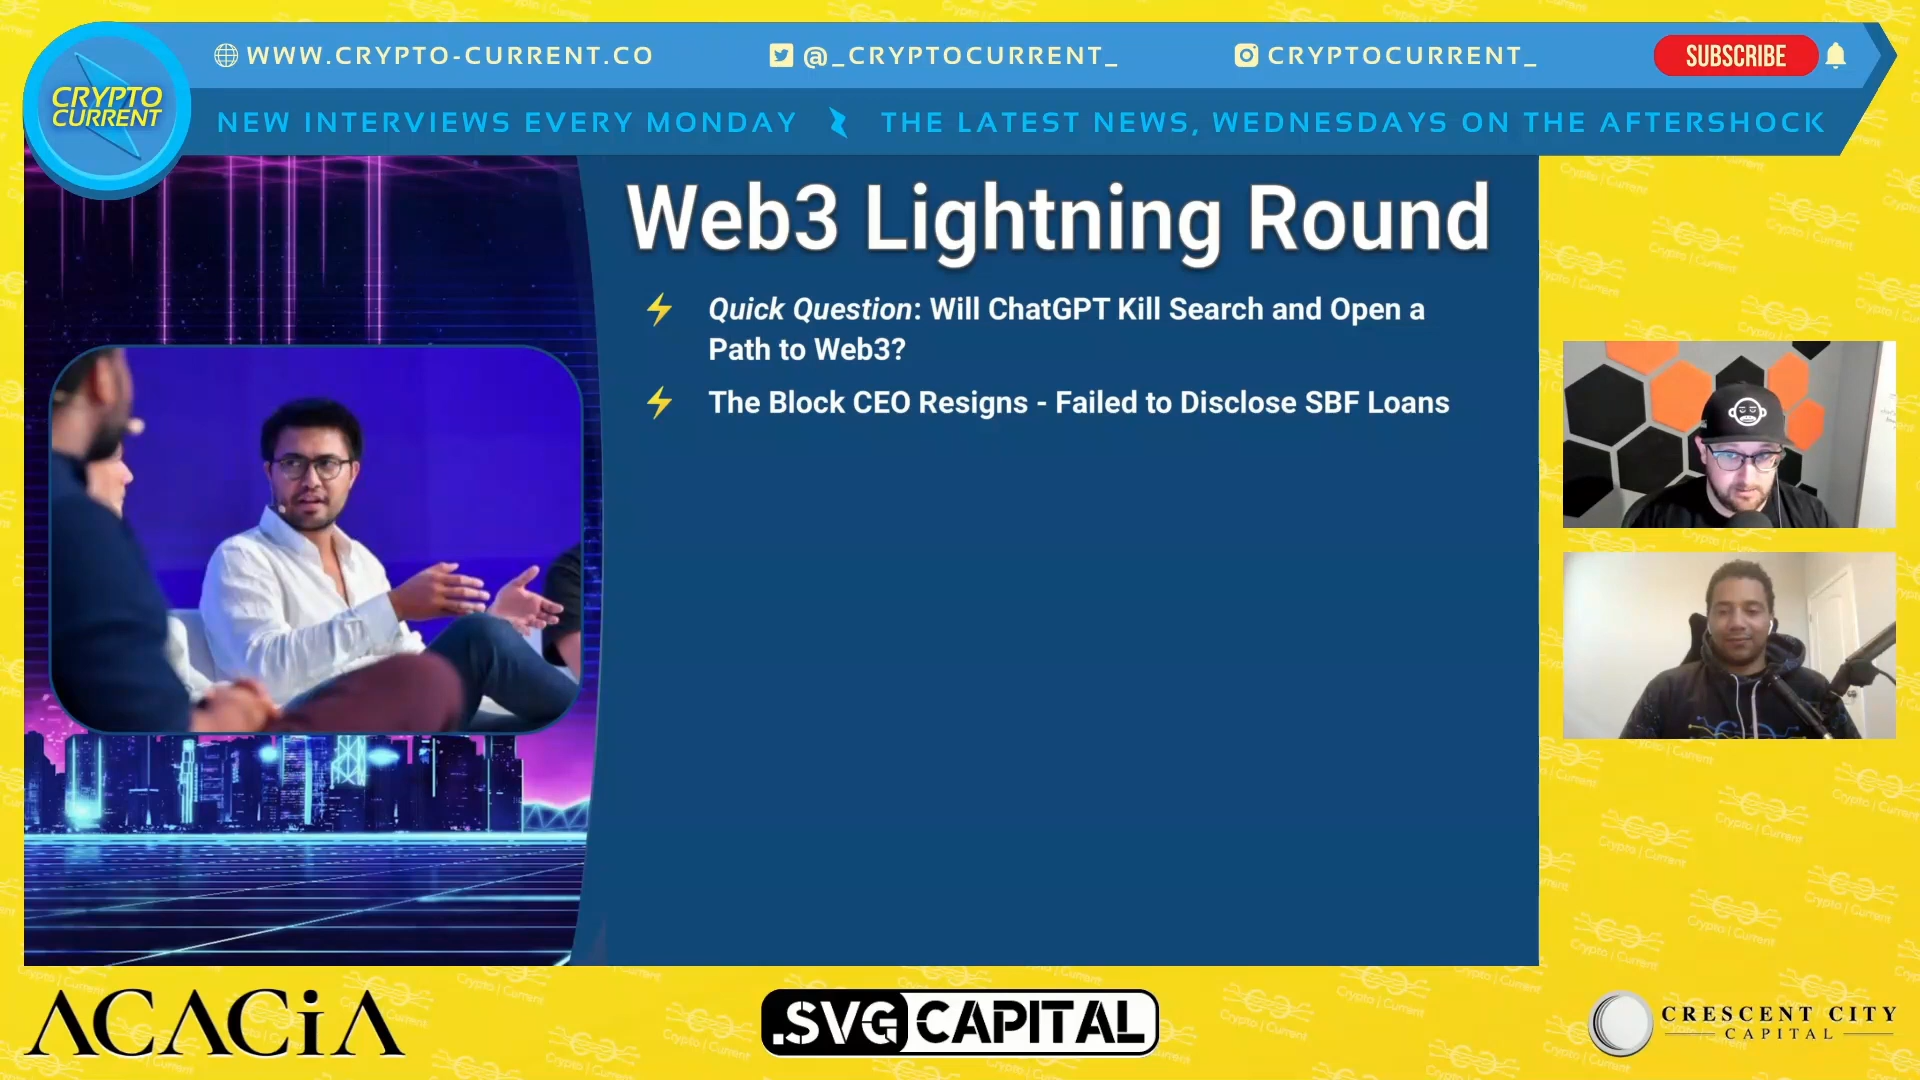 WWW.CRYPTO-CURRENT.CO
@_CRYPTOCURRENT_
CRYPTOCURRENT_
SUBSCRIBE
CRYPTO
CURRENT
NEW INTERVIEWS EVERY MONDAY
THE LATEST NEWS, WEDNESDAYS ON THE AFTERSHOCK
Web3 Lightning Round
Quick Question: Will ChatGPT Kill Search and Open a
Path to Web3?
The Block CEO Resigns - Failed to Disclose SBF Loans
ACACiA
.SVG CAPITAL
CRESCENT CITY
CAPITAL